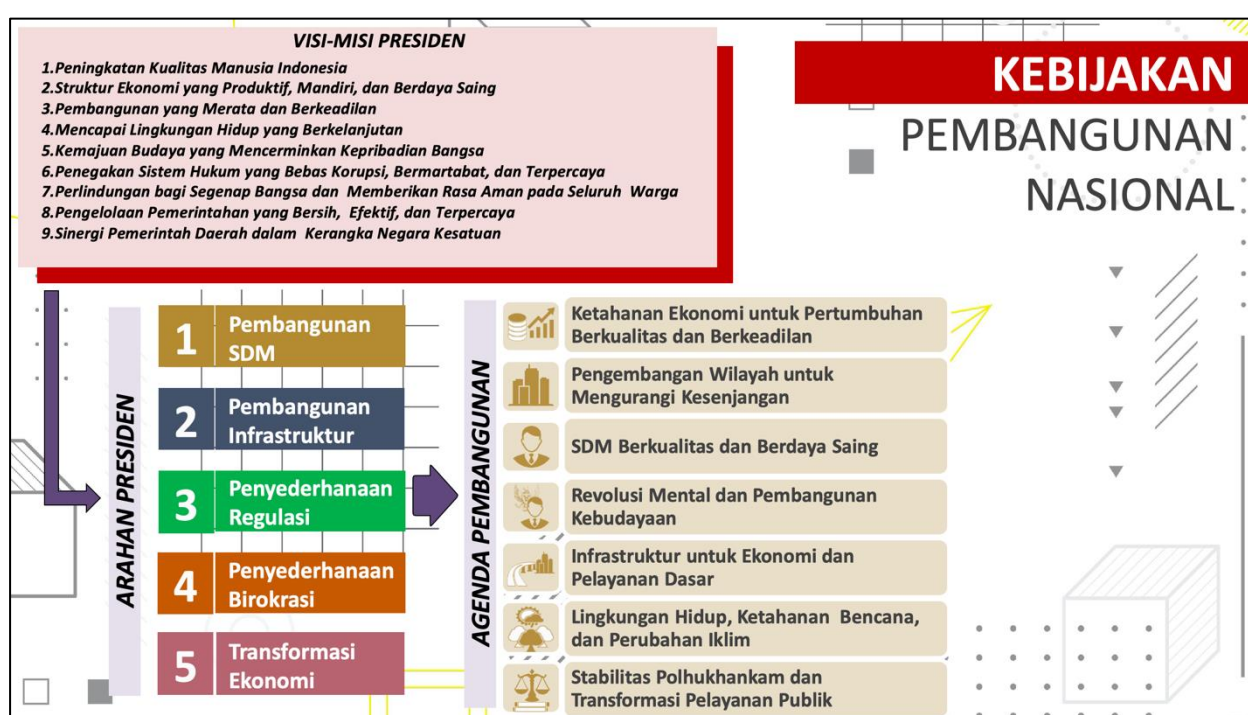 VISI-MISI PRESIDEN
1.Peningkatan Kualitas Manusia Indonesia
2.Struktur Ekonomi yang Produktif, Mandiri, dan Berdaya Saing
3.Pembangunan yang Merata dan Berkeadilan
4.Mencapai Lingkungan Hidup yang Berkelanjutan
5.Kemajuan Budaya yang Mencerminkan Kepribadian Bangsa
6.Penegakan Sistem Hukum yang Bebas Korupsi, Bermartabat, dan Terpercaya
7.Perlindungan bagi Segenap Bangsa dan Memberikan Rasa Aman pada Seluruh Warga
8.Pengelolaan Pemerintahan yang Bersih, Efektif, dan Terpercaya
9.Sinergi Pemerintah Daerah dalam Kerangka Negara Kesatuan
KEBIJAKAN
PEMBANGUNAN
NASIONAL
ARAHAN PRESIDEN
1 Pembangunan
SDM
2 Pembangunan
Infrastruktur
3 Penyederhanaan
Regulasi
4 Penyederhanaan
Birokrasi
5 Transformasi
Ekonomi
AGENDA PEMBANGUNAN
Ketahanan Ekonomi untuk Pertumbuhan
Berkualitas dan Berkeadilan
Pengembangan Wilayah untuk
Mengurangi Kesenjangan
SDM Berkualitas dan Berdaya Saing
Revolusi Mental dan Pembangunan
Kebudayaan
Infrastruktur untuk Ekonomi dan
Pelayanan Dasar
Lingkungan Hidup, Ketahanan Bencana,
dan Perubahan Iklim
Stabilitas Polhukhankam dan
Transformasi Pelayanan Publik